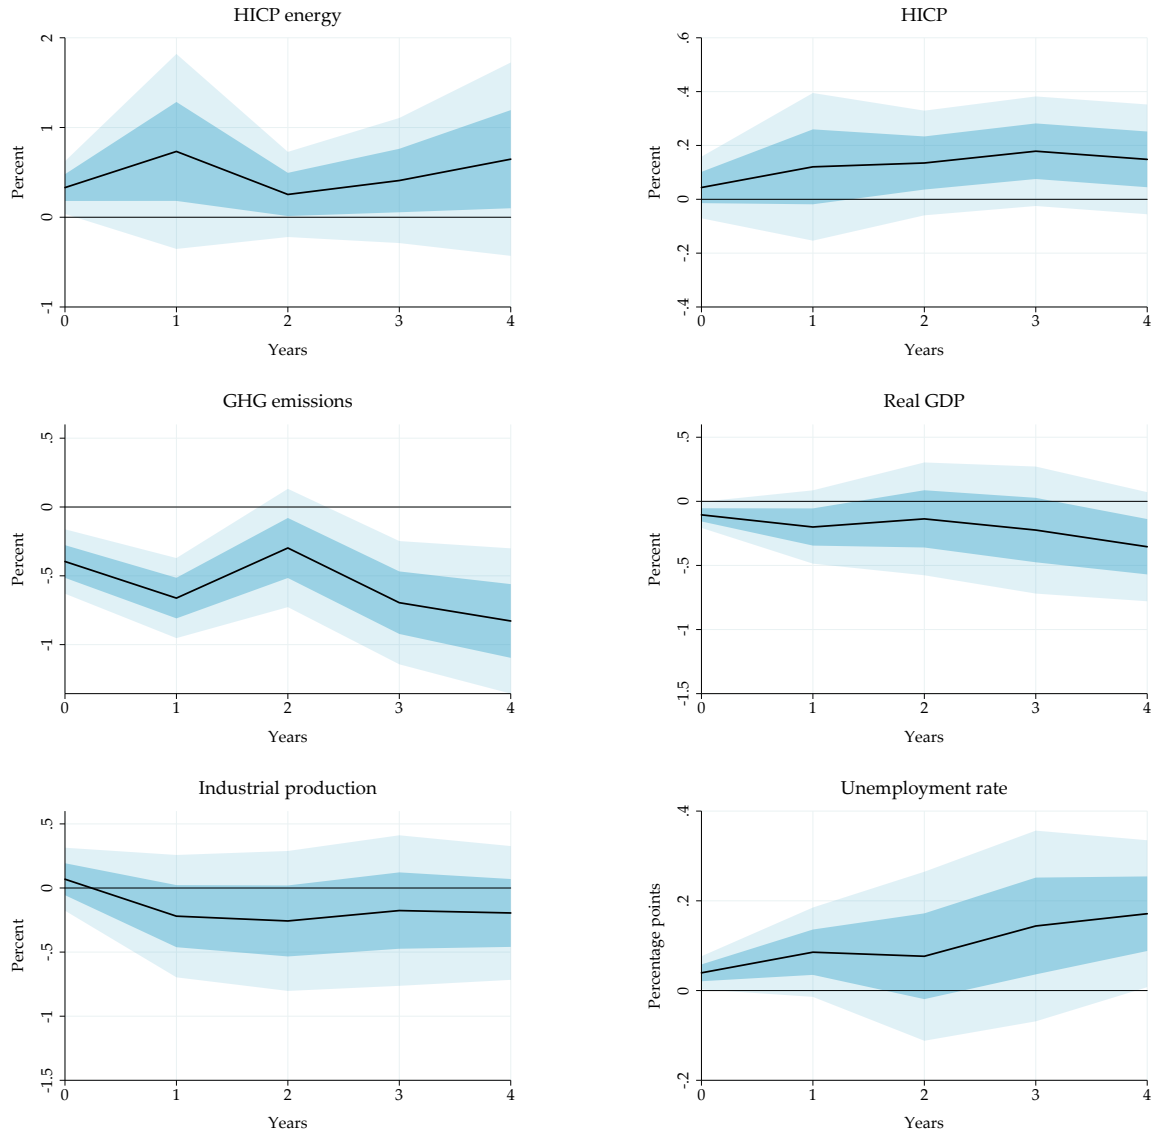 HICP energy
Percent
2
1
0
-1
0 1 2 3 4
Years
HICP
Percent
.6
.4
.2
0
-.2
-.4
0 1 2 3 4
Years
GHG emissions
Percent
.5
0
-.5
-1
0 1 2 3 4
Years
Real GDP
Percent
.5
0
-.5
-1
-1.5
0 1 2 3 4
Years
Industrial production
Percent
.5
0
-.5
-1
-1.5
0 1 2 3 4
Years
Unemployment rate
Percentage points
.4
.2
0
-.2
0 1 2 3 4
Years